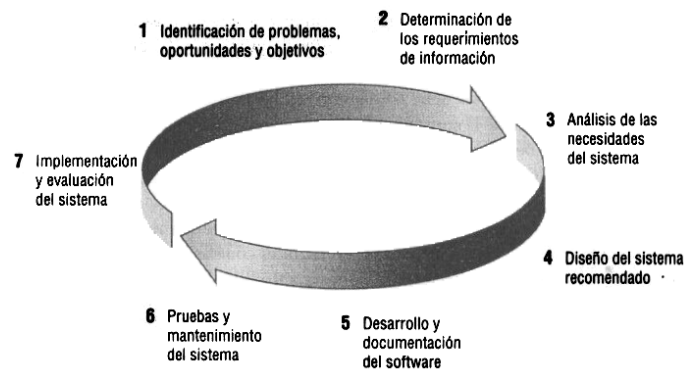 1 Identificación de problemas,
oportunidades y objetivos
2 Determinación de
los requerimientos
de información
3 Análisis de las
necesidades
del sistema
4 Diseño del sistema
recomendado
5 Desarrollo y
documentación
del software
6 Pruebas y
mantenimiento
del sistema
7 Implementación
y evaluación
del sistema